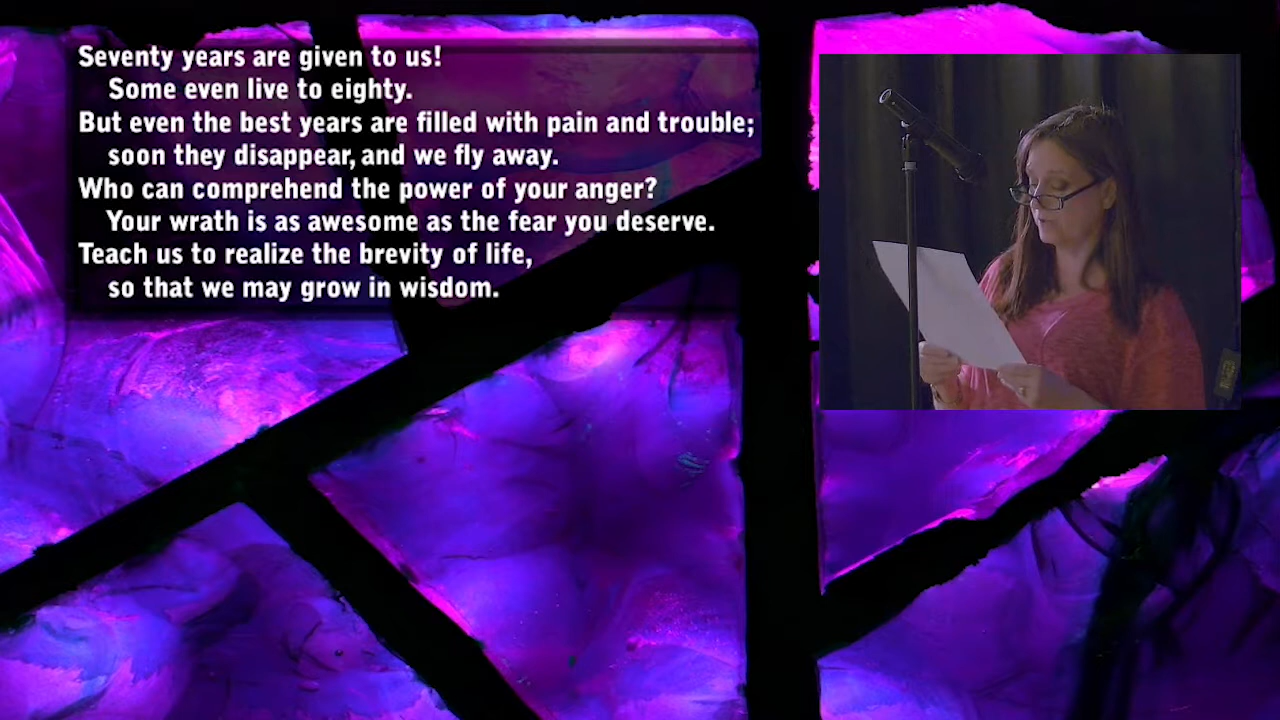 Seventy years are given to us!
Some even live to eighty.
But even the best years are filled with pain and trouble;
soon they disappear, and we fly away.
Who can comprehend the power of your anger?
Your wrath is as awesome as the fear you deserve.
Teach us to realize the brevity of life,
so that we may grow in wisdom.